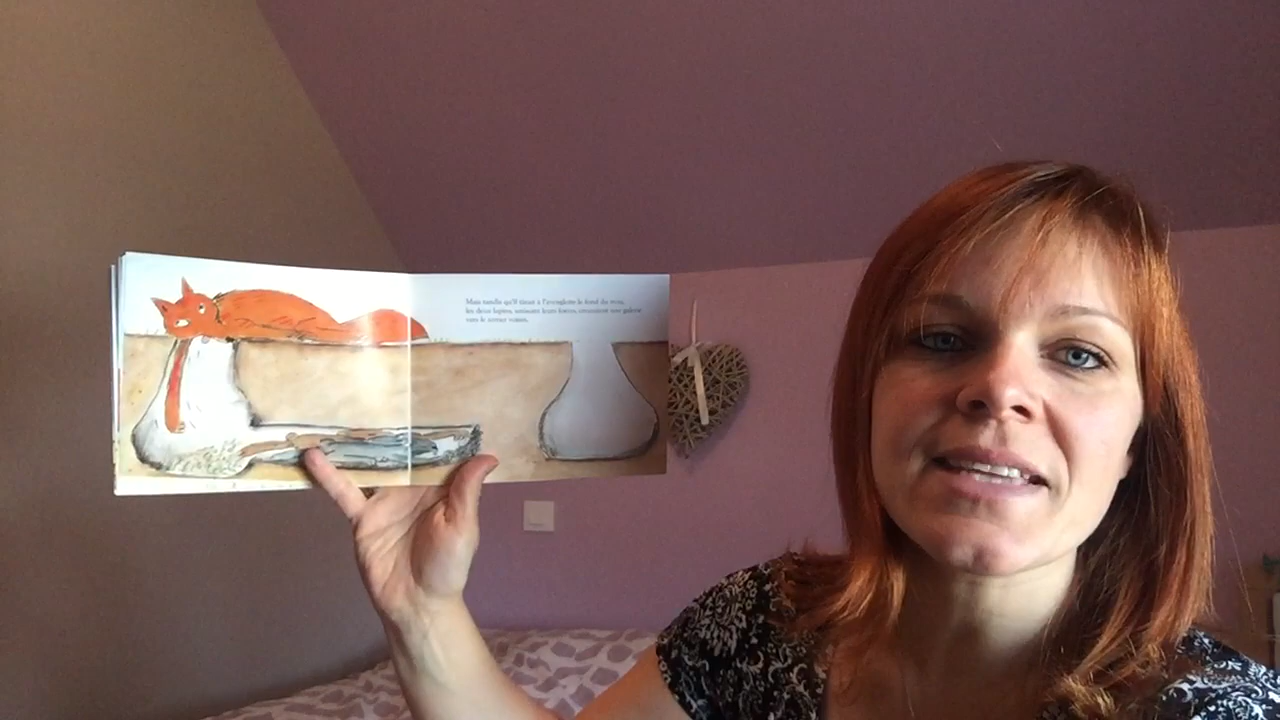 Mais tandis qu'il tâtait à l'aveuglette le fond du trou,
les deux lapins, unissant leurs forces, creusaient une galerie
vers le terrier voisin.